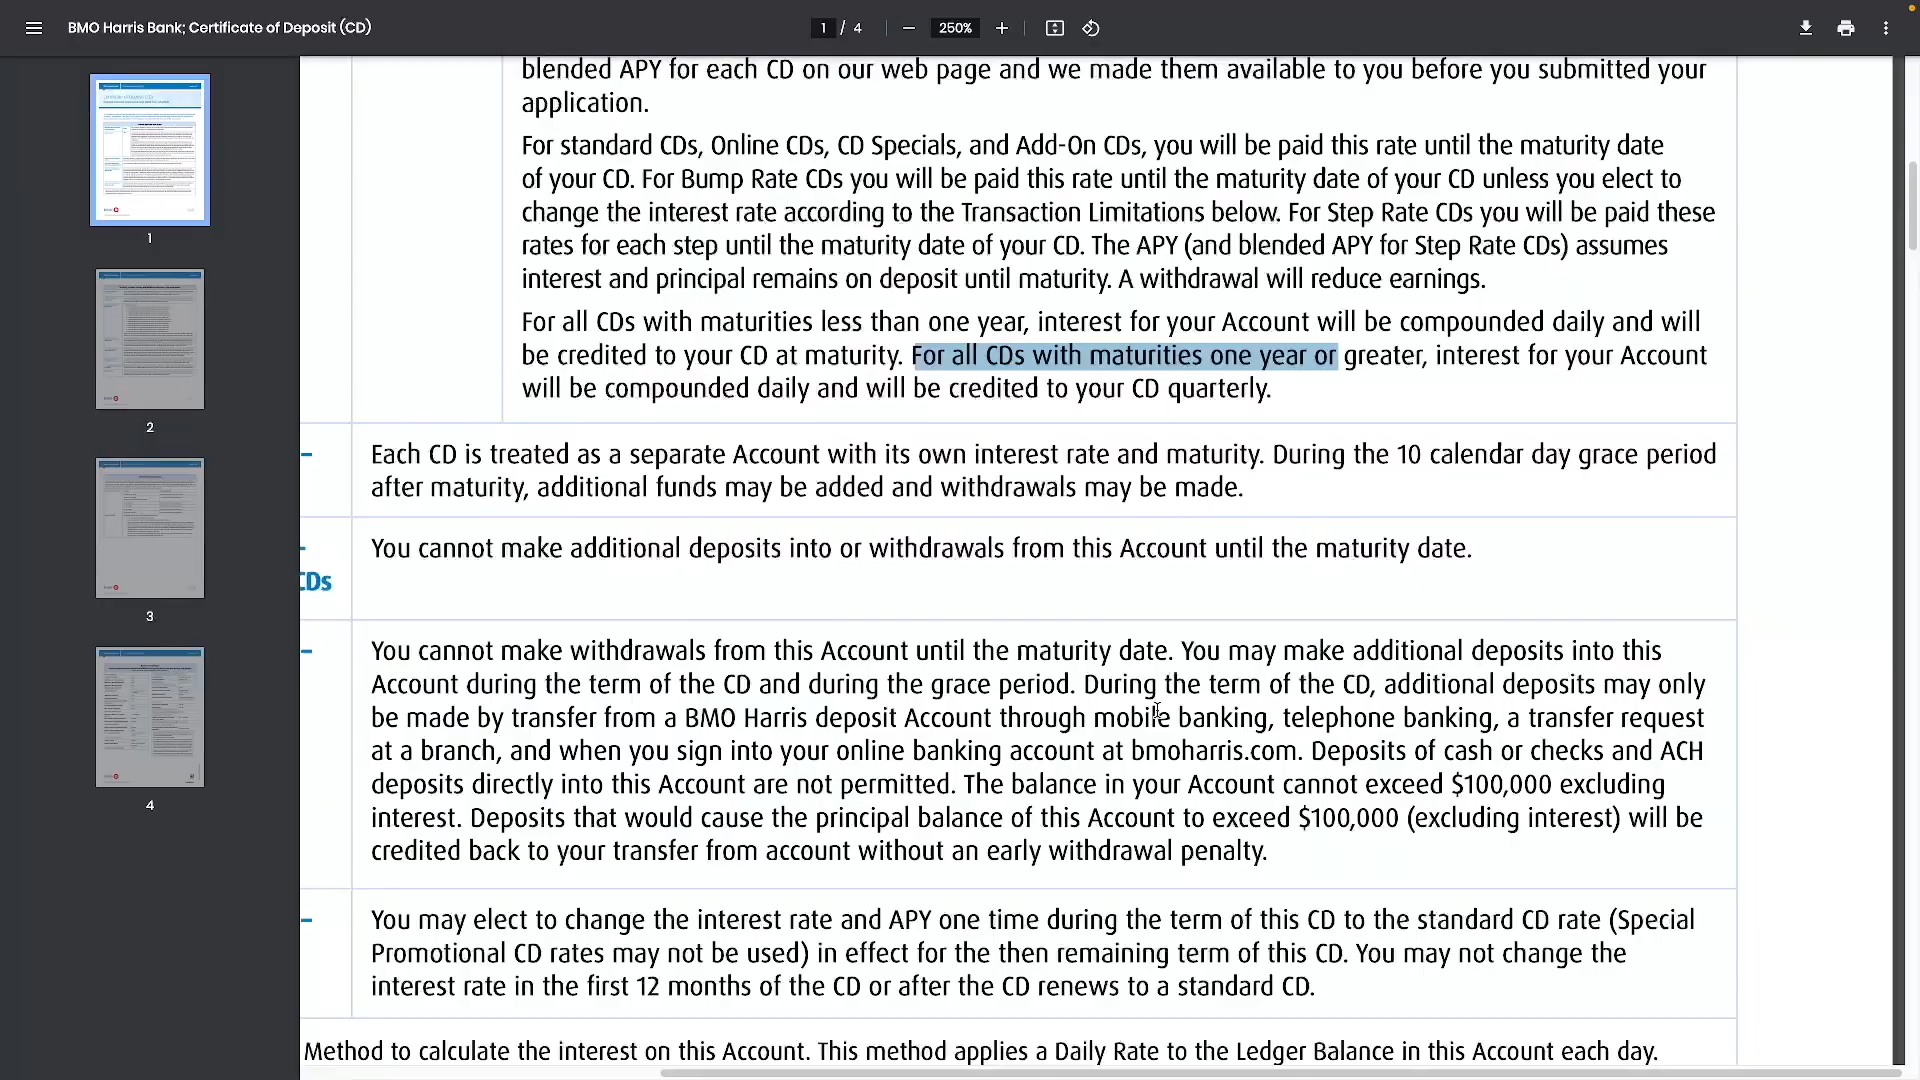 BMO Harris Bank; Certificate of Deposit (CD)
1 / 4
250%
1
2
3
4
blended APY for each CD on our web page and we made them available to you before you submitted your
application.
For standard CDs, Online CDs, CD Specials, and Add-On CDs, you will be paid this rate until the maturity date
of your CD. For Bump Rate CDs you will be paid this rate until the maturity date of your CD unless you elect to
change the interest rate according to the Transaction Limitations below. For Step Rate CDs you will be paid these
rates for each step until the maturity date of your CD. The APY (and blended APY for Step Rate CDs) assumes
interest and principal remains on deposit until maturity. A withdrawal will reduce earnings.
For all CDs with maturities less than one year, interest for your Account will be compounded daily and will
be credited to your CD at maturity. For all CDs with maturities one year or greater, interest for your Account
will be compounded daily and will be credited to your CD quarterly.
– Each CD is treated as a separate Account with its own interest rate and maturity. During the 10 calendar day grace period
after maturity, additional funds may be added and withdrawals may be made.
– You cannot make additional deposits into or withdrawals from this Account until the maturity date.
CDs
– You cannot make withdrawals from this Account until the maturity date. You may make additional deposits into this
Account during the term of the CD and during the grace period. During the term of the CD, additional deposits may only
be made by transfer from a BMO Harris deposit Account through mobile banking, telephone banking, a transfer request
at a branch, and when you sign into your online banking account at bmoharris.com. Deposits of cash or checks and ACH
deposits directly into this Account are not permitted. The balance in your Account cannot exceed $100,000 excluding
interest. Deposits that would cause the principal balance of this Account to exceed $100,000 (excluding interest) will be
credited back to your transfer from account without an early withdrawal penalty.
– You may elect to change the interest rate and APY one time during the term of this CD to the standard CD rate (Special
Promotional CD rates may not be used) in effect for the then remaining term of this CD. You may not change the
interest rate in the first 12 months of the CD or after the CD renews to a standard CD.
Method to calculate the interest on this Account. This method applies a Daily Rate to the Ledger Balance in this Account each day.